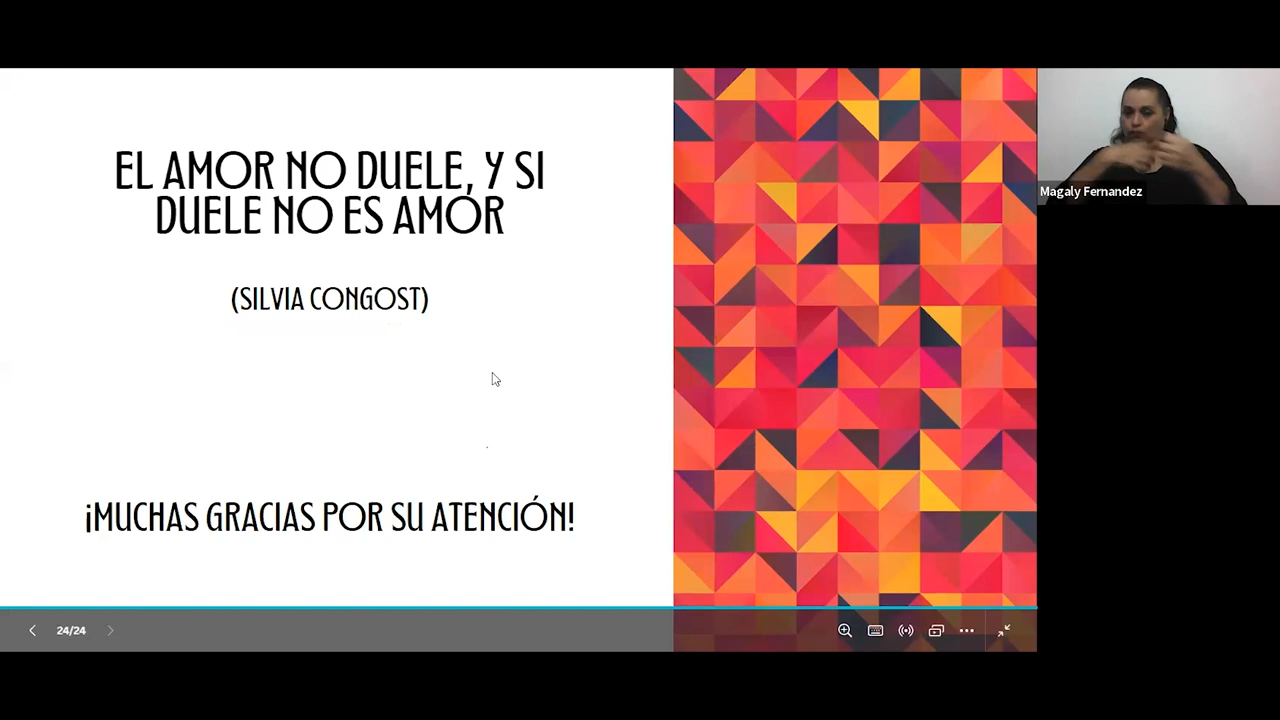 EL AMOR NO DUELE, Y SI
DUELE NO ES AMOR
(SILVIA CONGOST)
¡MUCHAS GRACIAS POR SU ATENCIÓN!
24/24
Magaly Fernandez